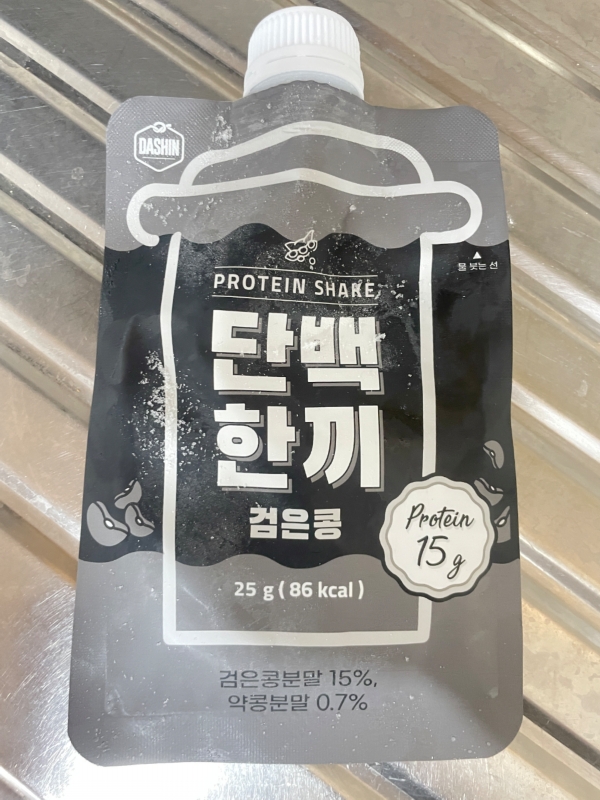 DASHIN
▲
물 붓는 선
PROTEIN SHAKE
단백
한끼
검은콩
Protein
15 g
25 g ( 86 kcal )
검은콩분말 15%,
약콩분말 0.7%